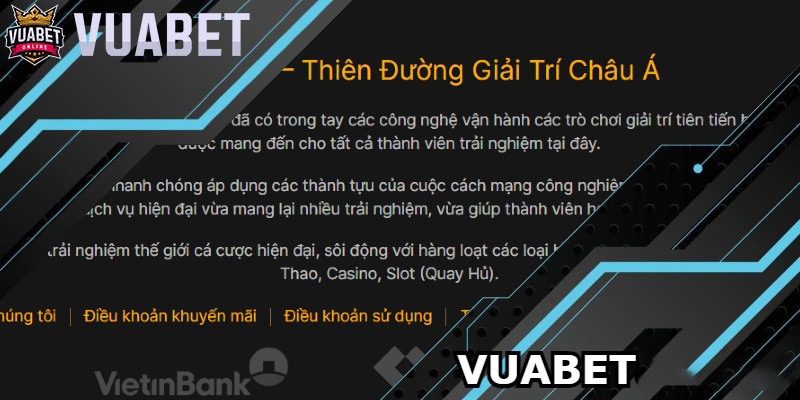 VUABET
ONLINE
VUABET
– Thiên Đường Giải Trí Châu Á
đã có trong tay các công nghệ vận hành các trò chơi giải trí tiên tiến
được mang đến cho tất cả thành viên trải nghiệm tại đây.
nhanh chóng áp dụng các thành tựu của cuộc cách mạng công
dịch vụ hiện đại vừa mang lại nhiều trải nghiệm, vừa giúp thành viên
trải nghiệm thế giới cá cược hiện đại, sôi động với hàng loạt các loại
Thao, Casino, Slot (Quay Hủ).
húng tôi | Điều khoản khuyến mãi | Điều khoản sử dụng |
VietinBank
VUABET